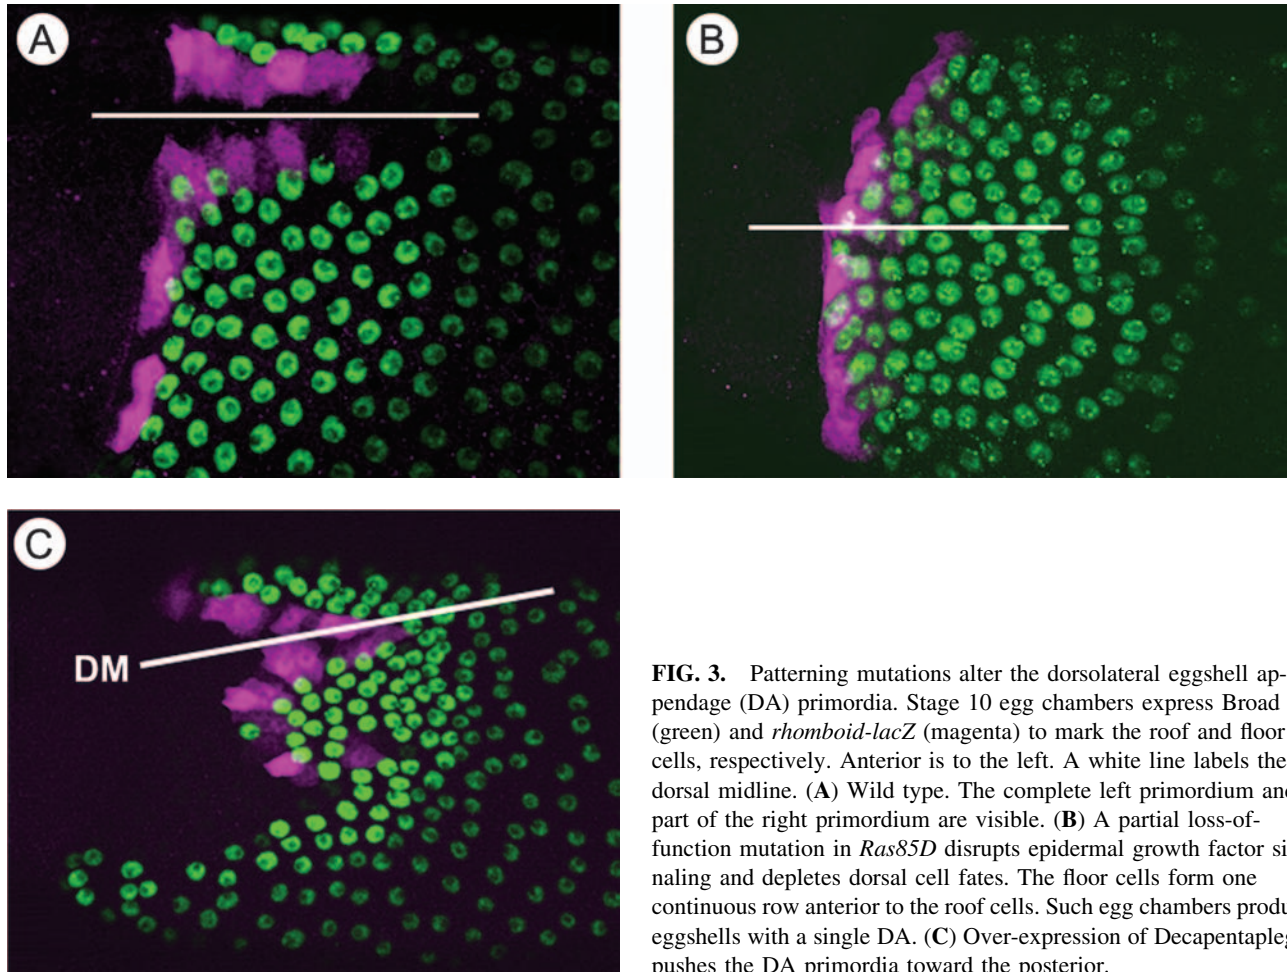 A
B
C
DM
FIG. 3. Patterning mutations alter the dorsolateral eggshell ap-
pendage (DA) primordia. Stage 10 egg chambers express Broad
(green) and rhomboid-lacZ (magenta) to mark the roof and floor
cells, respectively. Anterior is to the left. A white line labels the
dorsal midline. (A) Wild type. The complete left primordium and
part of the right primordium are visible. (B) A partial loss-of-
function mutation in Ras85D disrupts epidermal growth factor
naling and depletes dorsal cell fates. The floor cells form one
continuous row anterior to the roof cells. Such egg chambers
eggshells with a single DA. (C) Over-expression of
pushes the DA primordia toward the posterior.